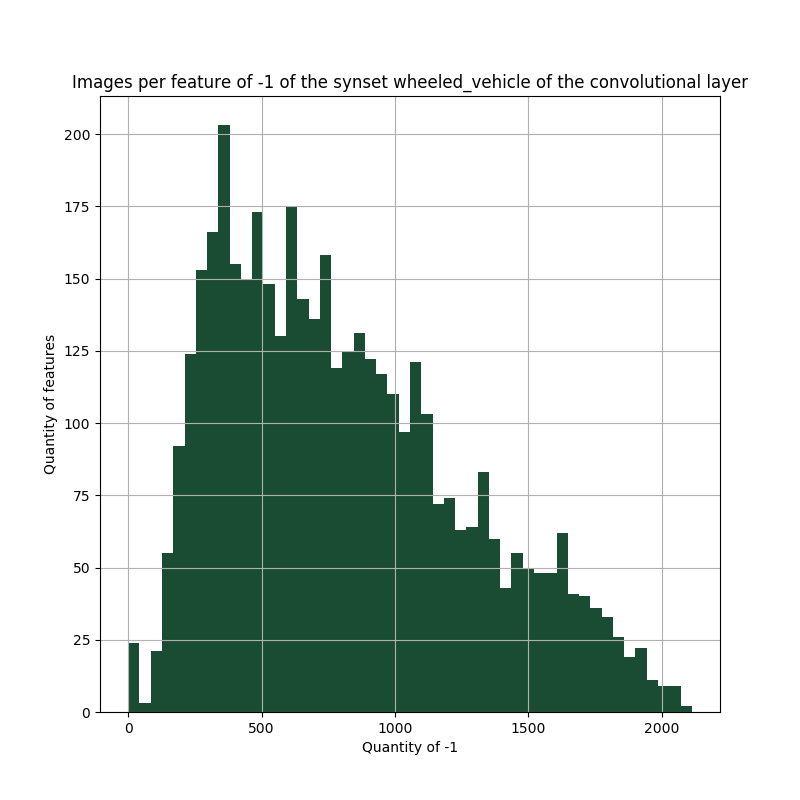 Images per feature of -1 of the synset wheeled_vehicle of the convolutional layer
200
175
150
125
100
75
50
25
0
Quantity of features
0 500 1000 1500 2000
Quantity of -1